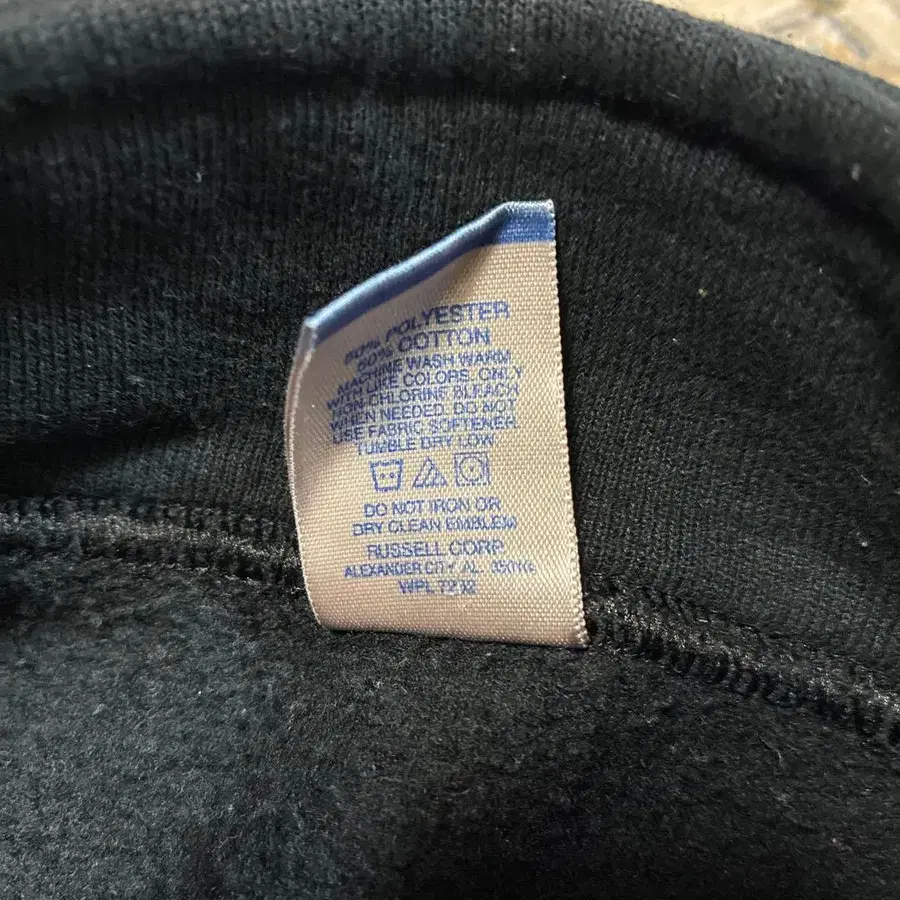 50% POLYESTER
50% COTTON
MACHINE WASH WARM
WITH LIKE COLORS. ONLY
NON-CHLORINE BLEACH
WHEN NEEDED. DO NOT
USE FABRIC SOFTENER.
TUMBLE DRY LOW
DO NOT IRON OR
DRY CLEAN EMBLEM
RUSSELL CORP
ALEXANDER CITY, AL.
WPL